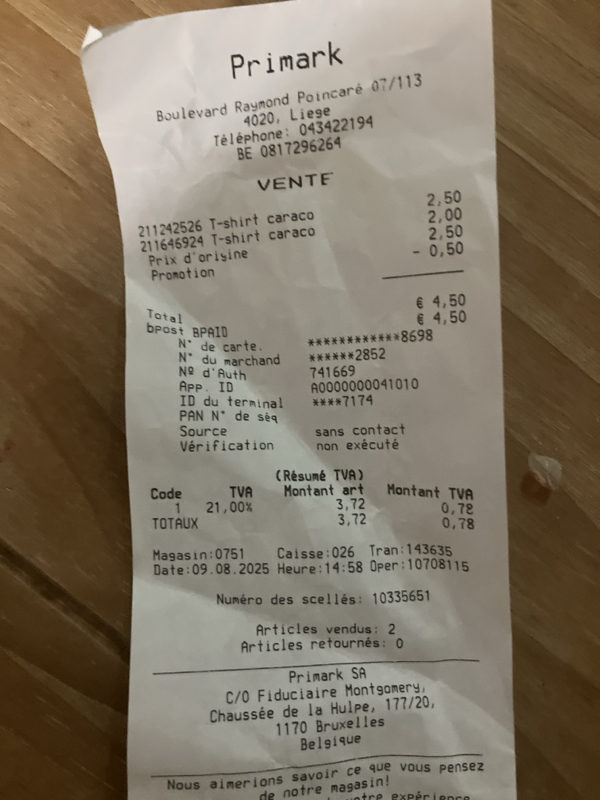 Primark
Boulevard Raymond Poincaré 07/113
4020, Liege
Téléphone: 043422194
BE 0817296264
VENTE
211242526 T-shirt caraco 2,50
211646924 T-shirt caraco 2,00
Prix d'origine 2,50
Promotion - 0,50
Total € 4,50
bpost BPAID € 4,50
N° de carte. ************8698
N° du marchand ******2852
Nº d'Auth 741669
App. ID A0000000041010
ID du terminal ****7174
PAN N° de séq
Source sans contact
Vérification non exécuté
(Résumé TVA)
Code TVA Montant art Montant TVA
1 21,00% 3,72 0,78
TOTAUX 3,72 0,78
Magasin:0751 Caisse:026 Tran:143635
Date:09.08.2025 Heure:14:58 Oper:10708115
Numéro des scellés: 10335651
Articles vendus: 2
Articles retournés: 0
Primark SA
C/O Fiduciaire Montgomery,
Chaussée de la Hulpe, 177/20,
1170 Bruxelles
Belgique
Nous aimerions savoir ce que vous pensez
de notre magasin!
votre expérience